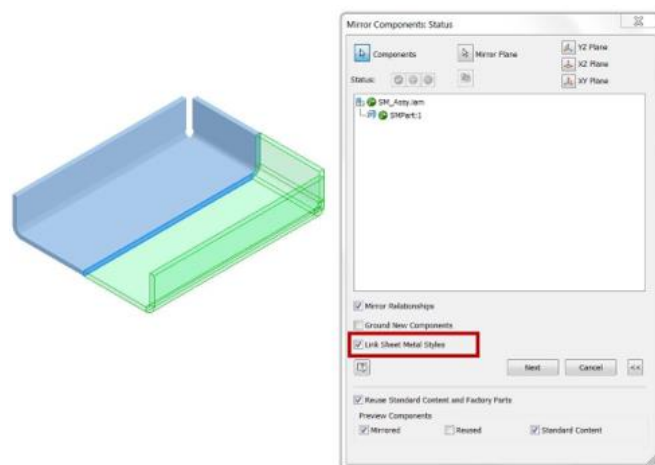 Mirror Components: Status
Components
Mirror Plane
YZ Plane
XZ Plane
XY Plane
Status:
SM_Assy.iam
SMPart:1
Mirror Relationships
Ground New Components
Link Sheet Metal Styles
Next
Cancel
<<
Reuse Standard Content and Factory Parts
Preview Components
Mirrored
Reused
Standard Content